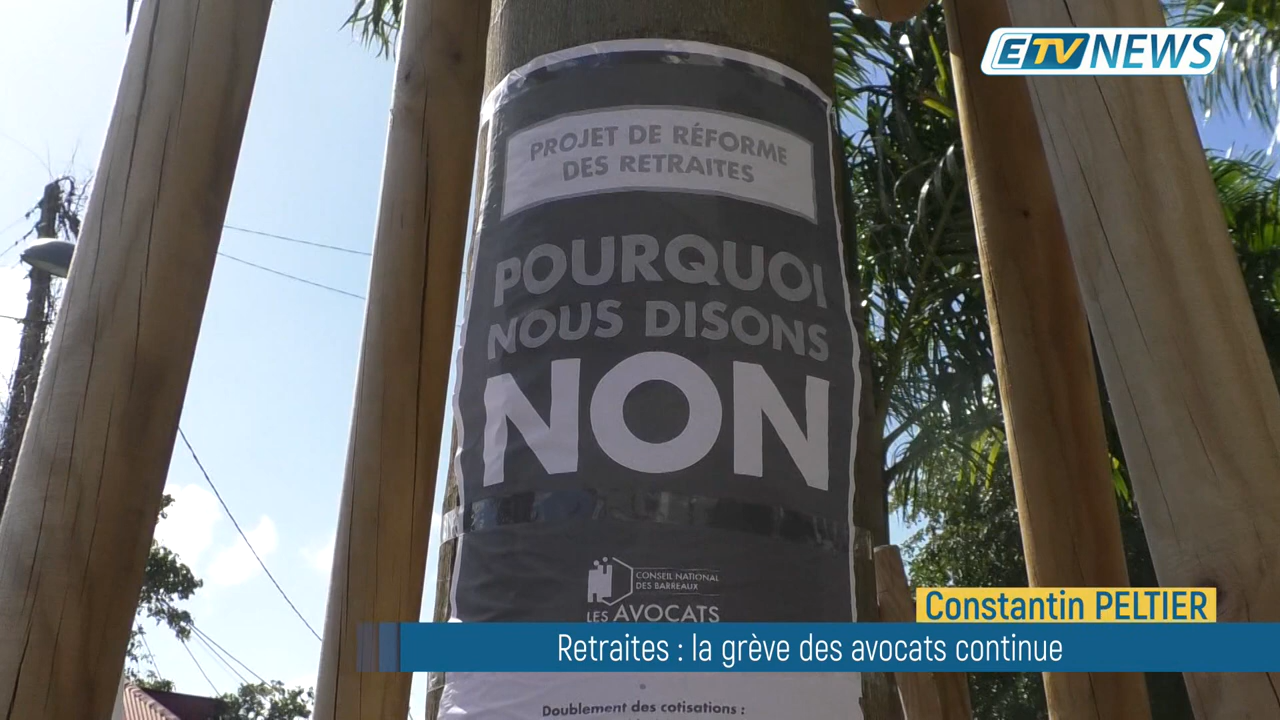 ETV NEWS
PROJET DE RÉFORME
DES RETRAITES
POURQUOI
NOUS DISONS
NON
CONSEIL NATIONAL
DES BARREAUX
LES AVOCATS
Constantin PELTIER
Retraites : la grève des avocats continue
Doublement des cotisations :